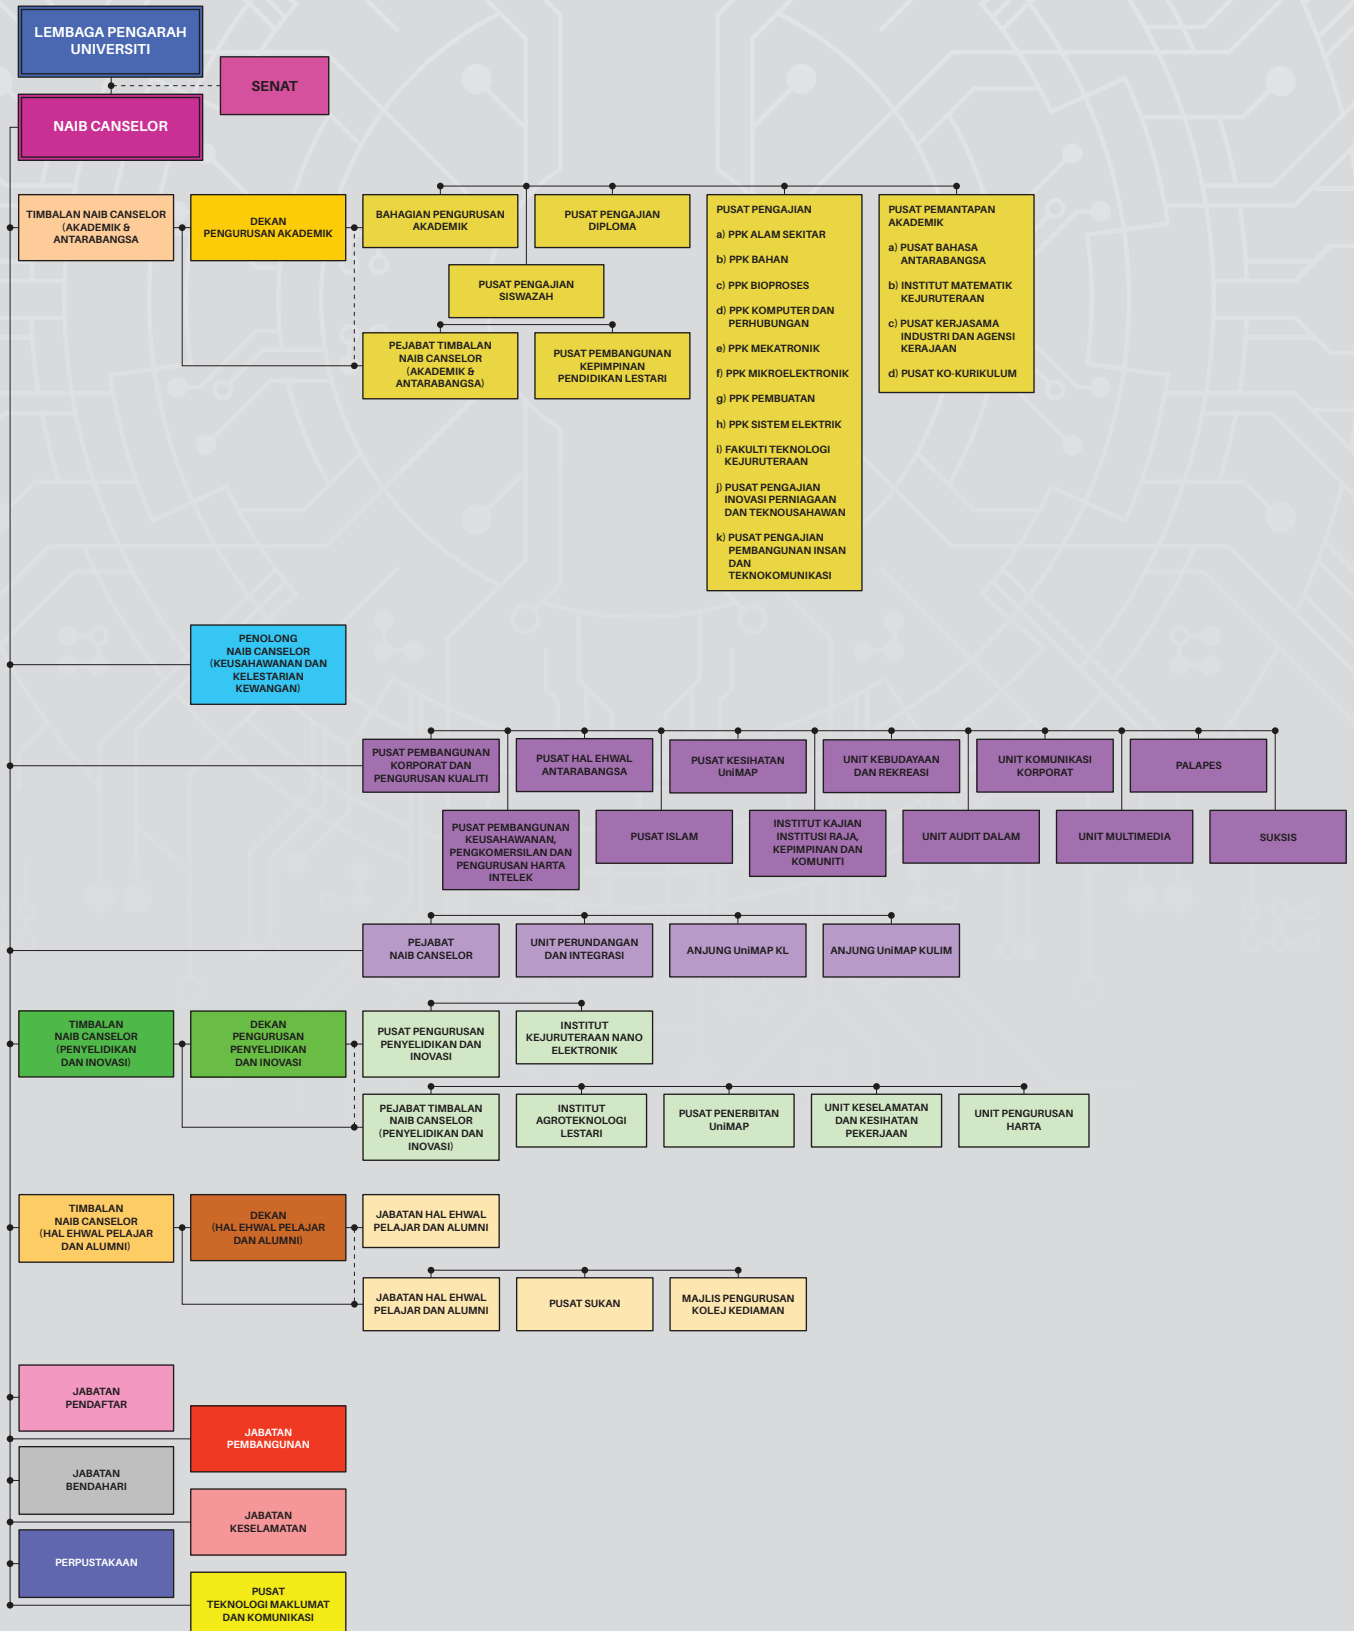 LEMBAGA PENGARAH
UNIVERSITI
SENAT
NAIB CANSELOR
TIMBALAN NAIB CANSELOR
(AKADEMIK &
ANTARABANGSA
DEKAN
PENGURUSAN AKADEMIK
BAHAGIAN PENGURUSAN
AKADEMIK
PUSAT PENGAJIAN
DIPLOMA
PUSAT PENGAJIAN
SISWAZAH
PEJABAT TIMBALAN
NAIB CANSELOR
(AKADEMIK &
ANTARABANGSA)
PUSAT PEMBANGUNAN
KEPIMPINAN
PENDIDIKAN LESTARI
PUSAT PENGAJIAN
a) PPK ALAM SEKITAR
b) PPK BAHAN
c) PPK BIOPROSES
d) PPK KOMPUTER DAN
PERHUBUNGAN
e) PPK MEKATRONIK
f) PPK MIKROELEKTRONIK
g) PPK PEMBUATAN
h) PPK SISTEM ELEKTRIK
i) FAKULTI TEKNOLOGI
KEJURUTERAAN
j) PUSAT PENGAJIAN
INOVASI PERNIAGAAN
DAN TEKNOUSAHAWAN
k) PUSAT PENGAJIAN
PEMBANGUNAN INSAN
DAN
TEKNOKOMUNIKASI
PUSAT PEMANTAPAN
AKADEMIK
a) PUSAT BAHASA
ANTARABANGSA
b) INSTITUT MATEMATIK
KEJURUTERAAN
c) PUSAT KERJASAMA
INDUSTRI DAN AGENSI
KERAJAAN
d) PUSAT KO-KURIKULUM
PENOLONG
NAIB CANSELOR
(KEUSAHAWANAN DAN
KELESTARIAN
KEWANGAN)
PUSAT PEMBANGUNAN
KORPORAT DAN
PENGURUSAN KUALITI
PUSAT HAL EHWAL
ANTARABANGSA
PUSAT KESIHATAN
UniMAP
UNIT KEBUDAYAAN
DAN REKREASI
UNIT KOMUNIKASI
KORPORAT
PALAPES
PUSAT PEMBANGUNAN
KEUSAHAWANAN,
PENGKOMERSILAN DAN
PENGURUSAN HARTA
INTELEK
PUSAT ISLAM
INSTITUT KAJIAN
INSTITUSI RAJA,
KEPIMPINAN DAN
KOMUNITI
UNIT AUDIT DALAM
UNIT MULTIMEDIA
SUKSIS
PEJABAT
NAIB CANSELOR
UNIT PERUNDANGAN
DAN INTEGRASI
ANJUNG UniMAP KL
ANJUNG UniMAP KULIM
TIMBALAN
NAIB CANSELOR
(PENYELIDIKAN
DAN INOVASI)
DEKAN
PENGURUSAN
PENYELIDIKAN
DAN INOVASI
PUSAT PENGURUSAN
PENYELIDIKAN DAN
INOVASI
INSTITUT
KEJURUTERAAN NANO
ELEKTRONIK
PEJABAT TIMBALAN
NAIB CANSELOR
(PENYELIDIKAN DAN
INOVASI)
INSTITUT
AGROTEKNOLOGI
LESTARI
PUSAT PENERBITAN
UniMAP
UNIT KESELAMATAN
DAN KESIHATAN
PEKERJAAN
UNIT PENGURUSAN
HARTA
TIMBALAN
NAIB CANSELOR
(HAL EHWAL PELAJAR
DAN ALUMNI)
DEKAN
(HAL EHWAL PELAJAR
DAN ALUMNI)
JABATAN HAL EHWAL
PELAJAR DAN ALUMNI
JABATAN HAL EHWAL
PELAJAR DAN ALUMNI
PUSAT SUKAN
MAJLIS PENGURUSAN
KOLEJ KEDIAMAN
JABATAN
PENDAFTAR
JABATAN
PEMBANGUNAN
JABATAN
BENDAHARI
JABATAN
KESELAMATAN
PERPUSTAKAAN
PUSAT
TEKNOLOGI MAKLUMAT
DAN KOMUNIKASI